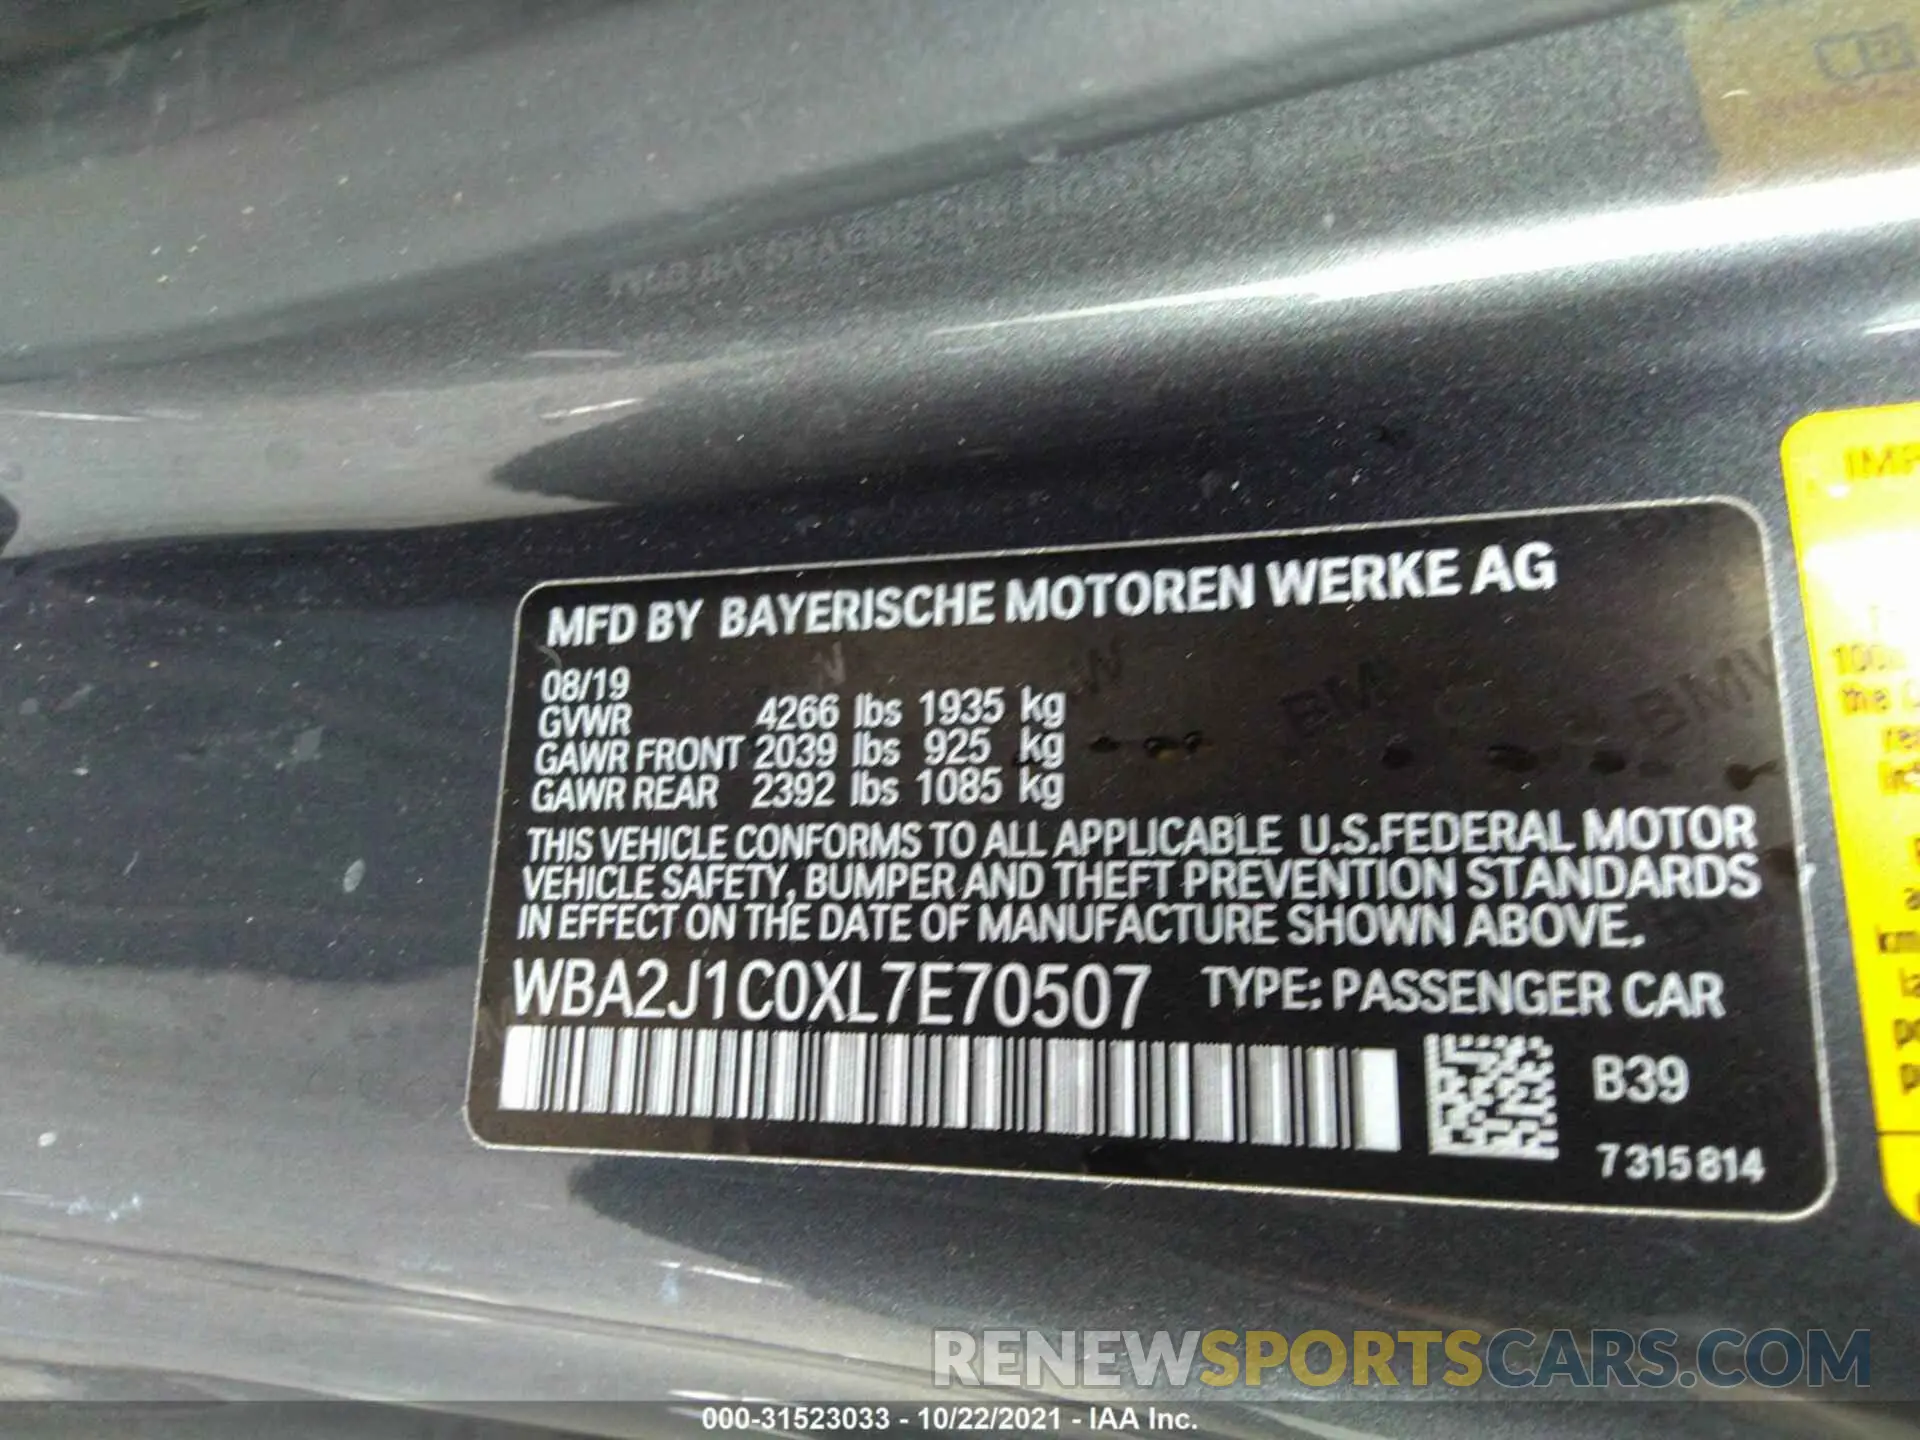 MFD BY BAYERISCHE MOTOREN WERKE AG
08/19
GVWR 4266 lbs 1935 kg
GAWR FRONT 2039 lbs 925 kg
GAWR REAR 2392 lbs 1085 kg
THIS VEHICLE CONFORMS TO ALL APPLICABLE U.S.FEDERAL MOTOR
VEHICLE SAFETY, BUMPER AND THEFT PREVENTION STANDARDS
IN EFFECT ON THE DATE OF MANUFACTURE SHOWN ABOVE.
WBA2J1C0XL7E70507 TYPE: PASSENGER CAR
B39
7315814
100
the
km
RENEWSPORTSCARS.COM
000-31523033 - 10/22/2021 - IAA Inc.